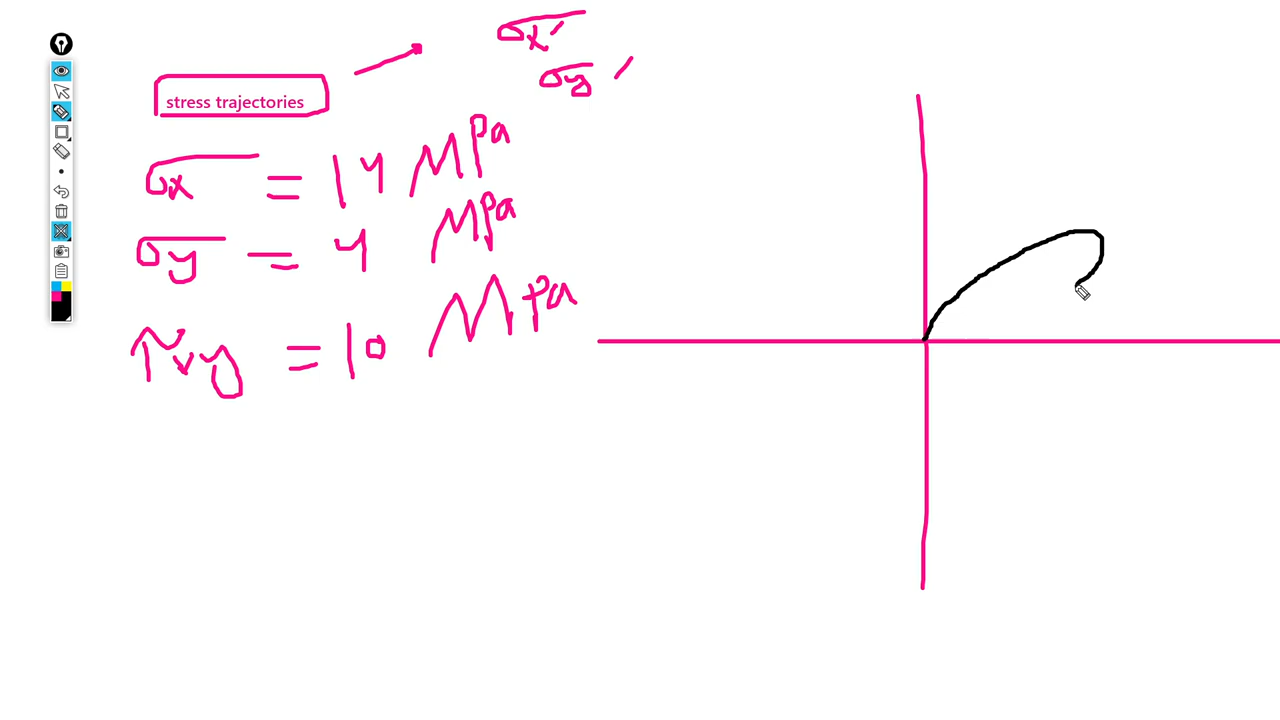 σx'
σy'
stress trajectories
σx = 14 MPa
σy = 4 MPa
τxy = 10 MPa